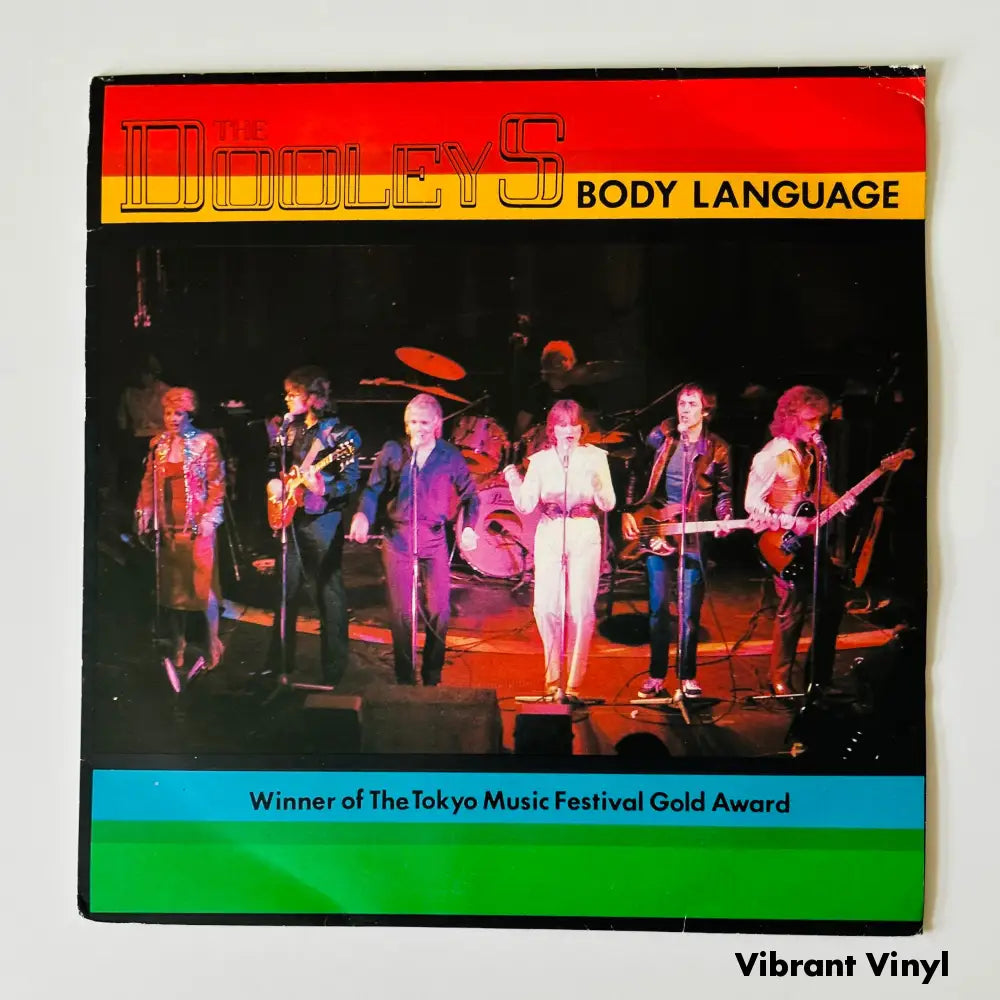 THE
DOOLEYS
BODY LANGUAGE
Winner of The Tokyo Music Festival Gold Award
Vibrant Vinyl